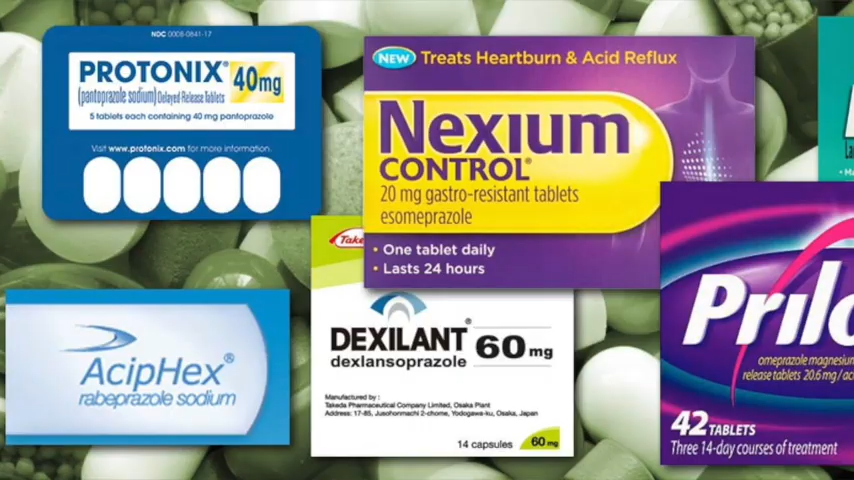 NDC 0008-0841-17
PROTONIX® 40mg
(pantoprazole sodium) Delayed Release Tablets
5 tablets each containing 40 mg pantoprazole
Visit www.protonix.com for more information.
NEW Treats Heartburn & Acid Reflux
Nexium
CONTROL®
20 mg gastro-resistant tablets
esomeprazole
• One tablet daily
• Lasts 24 hours
Take
DEXILANT® 60 mg
dexlansoprazole
Manufactured by :
Takeda Pharmaceutical Company Limited, Osaka Plant
Address: 17-85, Jusohonmachi 2-chome, Yodogawa-ku, Osaka, Japan
14 capsules 60 mg
AcipHex®
rabeprazole sodium
Prilo
omeprazole magnesium
release tablets 20.6 mg/ac
42 TABLETS
Three 14-day courses of treatment